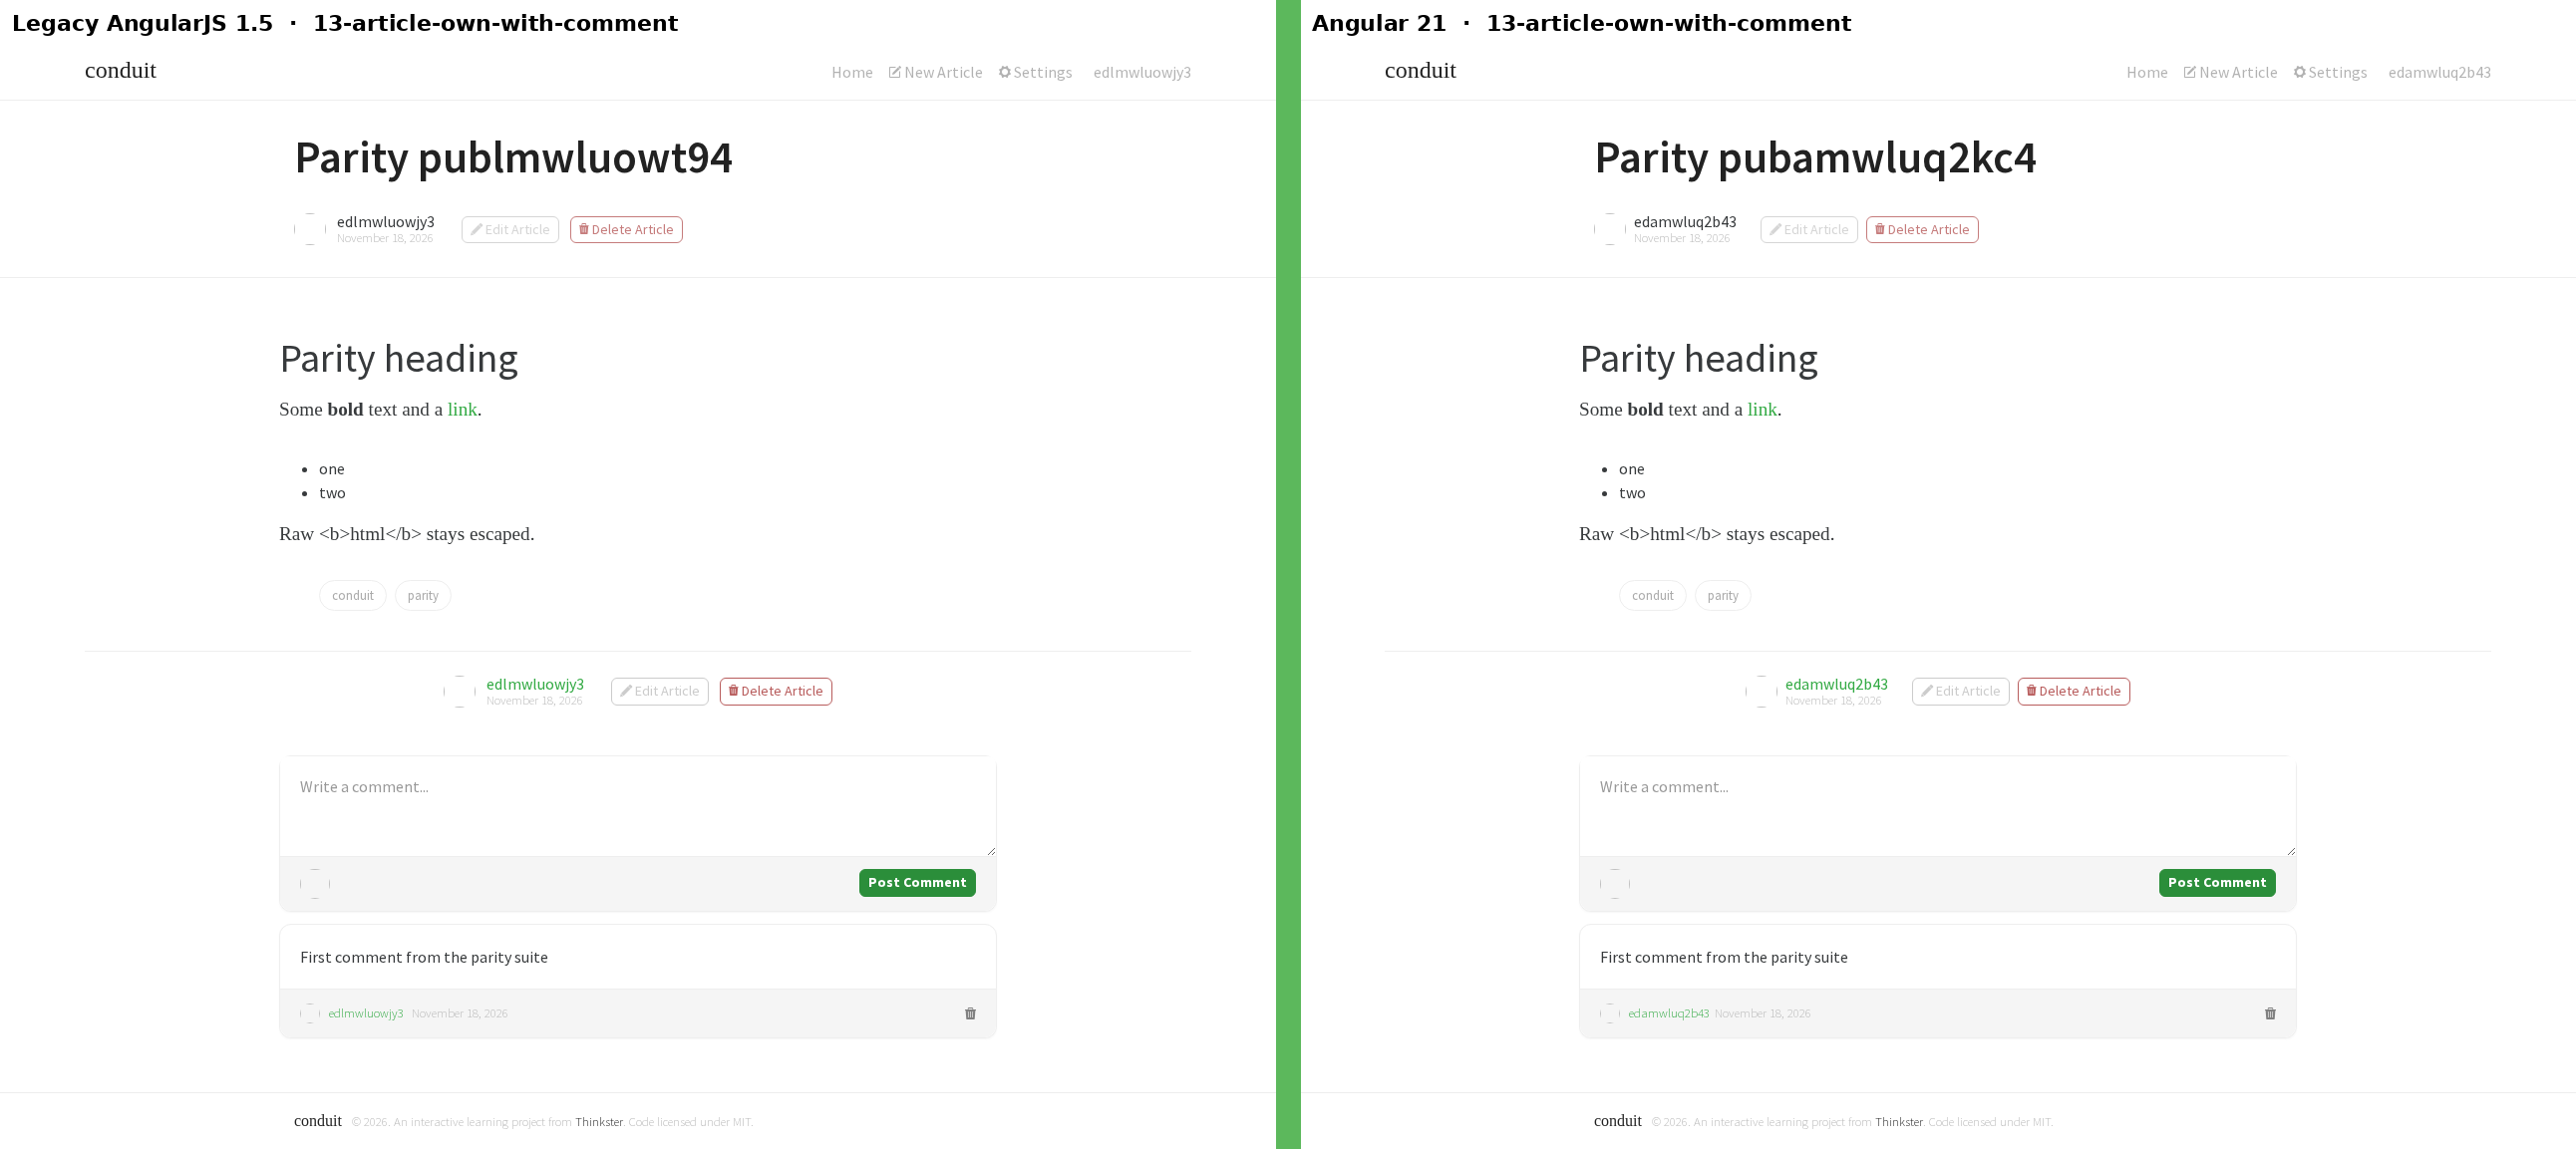 Legacy AngularJS 1.5 · 13-article-own-with-comment
conduit
Home New Article Settings edlmwluowjy3
Parity publmwluowt94
edlmwluowjy3
November 18, 2026
Edit Article Delete Article
Parity heading
Some bold text and a link.
• one
• two
Raw <b>html</b> stays escaped.
conduit parity
edlmwluowjy3
November 18, 2026
Edit Article Delete Article
Write a comment...
Post Comment
First comment from the parity suite
edlmwluowjy3 November 18, 2026
conduit © 2026. An interactive learning project from Thinkster. Code licensed under MIT.
Angular 21 · 13-article-own-with-comment
conduit
Home New Article Settings edamwluq2b43
Parity pubamwluq2kc4
edamwluq2b43
November 18, 2026
Edit Article Delete Article
Parity heading
Some bold text and a link.
• one
• two
Raw <b>html</b> stays escaped.
conduit parity
edamwluq2b43
November 18, 2026
Edit Article Delete Article
Write a comment...
Post Comment
First comment from the parity suite
edamwluq2b43 November 18, 2026
conduit © 2026. An interactive learning project from Thinkster. Code licensed under MIT.